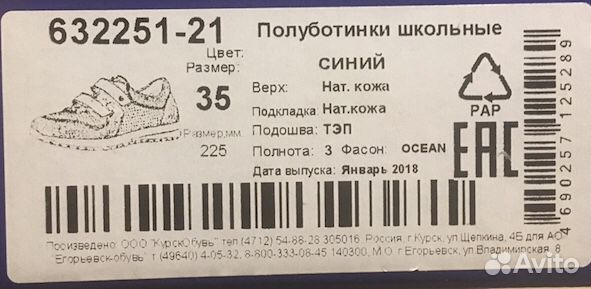 632251-21
Полуботинки школьные
Цвет: СИНИЙ
Размер: 35
Верх: Нат. кожа
Подкладка: Нат.кожа
Размер,мм. 225
Подошва: ТЭП
Полнота: 3 Фасон: OCEAN
Дата выпуска: Январь 2018
PAP
EAC
4 690257 125289
Произведено: ООО "КурскОбувь" тел (4712) 54-88-28 305016, Россия, г.Курск, ул.Щепкина, 4Б для АО
"Егорьевск-обувь" т (49640) 4-05-32, 8-800-333-08-45 140300, М.О. г.Егорьевск, ул.Владимирская, 8
Avito